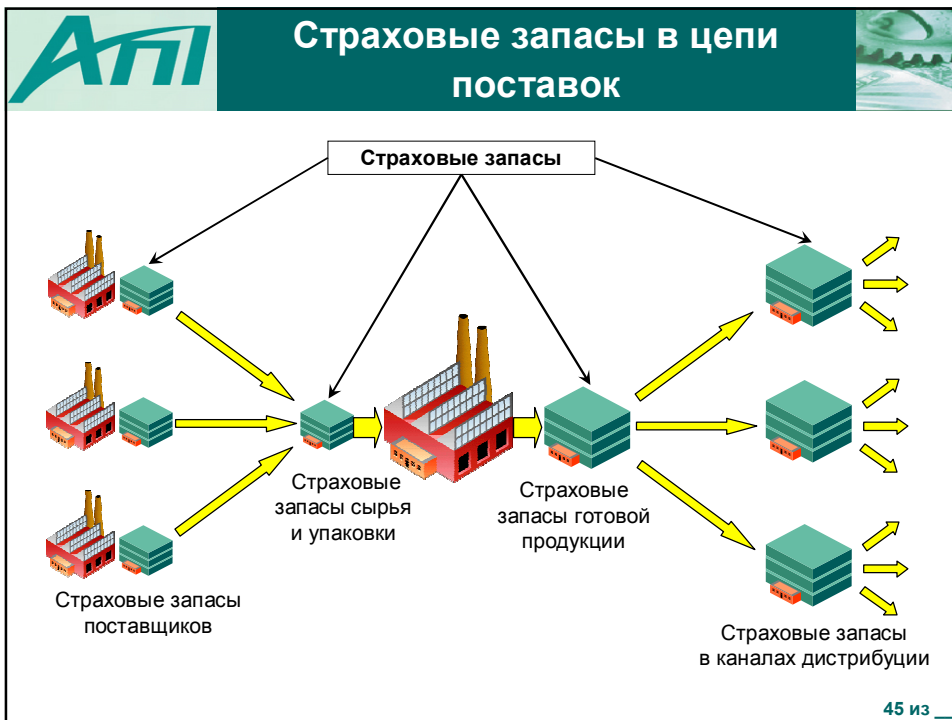 АПІ
Страховые запасы в цепи
поставок
Страховые запасы
Страховые
запасы сырья
и упаковки
Страховые
запасы готовой
продукции
Страховые запасы
поставщиков
Страховые запасы
в каналах дистрибуции
45 из __